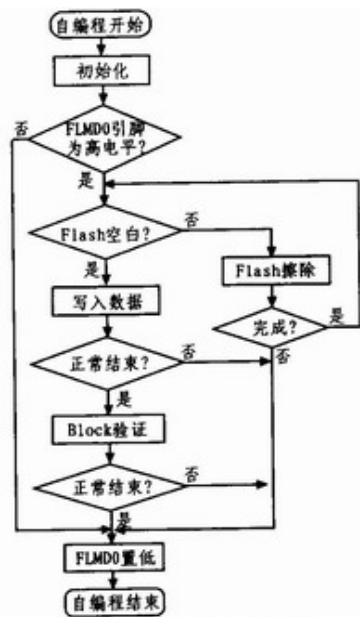 自编程开始
初始化
否
FLMD0引脚
为高电平?
是
否
Flash空白?
是
Flash擦除
写入数据
完成?
是
否
正常结束?
否
是
Block验证
否
正常结束?
是
FLMD0置低
自编程结束